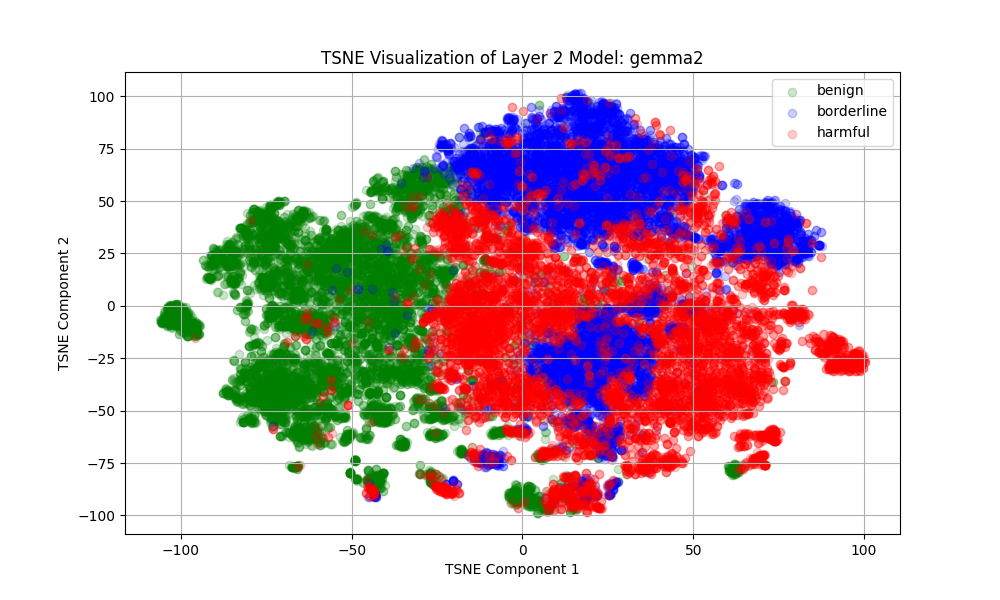 TSNE Visualization of Layer 2 Model: gemma2
benign
borderline
harmful
100
75
50
25
0
−25
−50
−75
−100
TSNE Component 2
−100
−50
0
50
100
TSNE Component 1